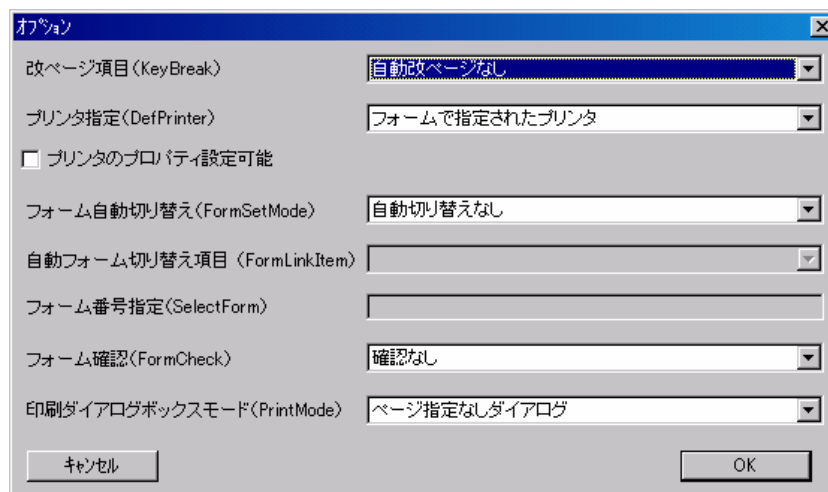 オプション
改ページ項目(KeyBreak) 自動改ページなし
プリンタ指定(DefPrinter) フォームで指定されたプリンタ
プリンタのプロパティ設定可能
フォーム自動切り替え(FormSetMode) 自動切り替えなし
自動フォーム切り替え項目 (FormLinkItem)
フォーム番号指定(SelectForm)
フォーム確認(FormCheck) 確認なし
印刷ダイアログボックスモード(PrintMode) ページ指定なしダイアログ
キャンセル OK